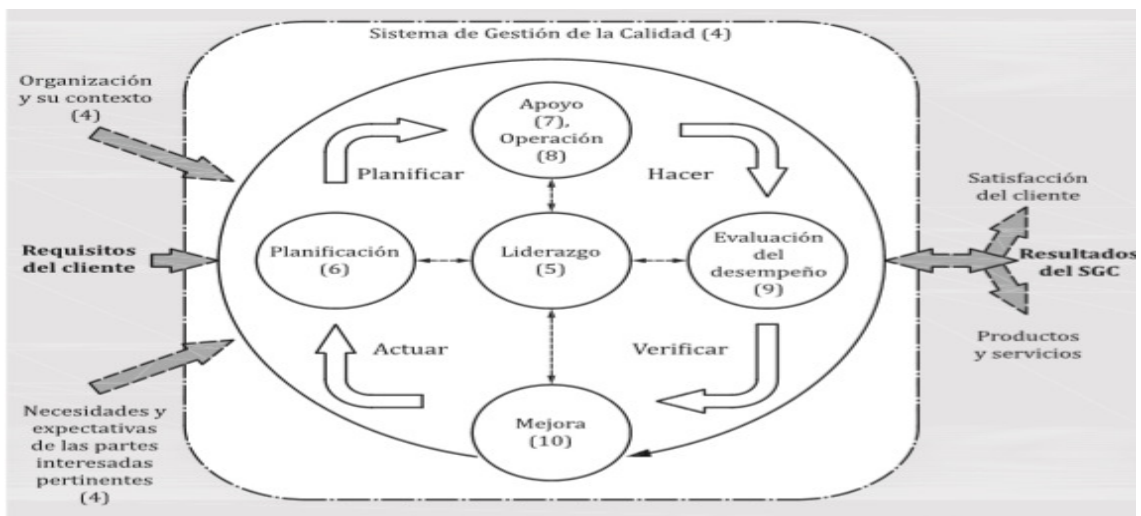 Sistema de Gestión de la Calidad (4)
Organización
y su contexto
(4)
Requisitos
del cliente
Necesidades y
expectativas
de las partes
interesadas
pertinentes
(4)
Apoyo
(7),
Operación
(8)
Planificar
Hacer
Planificación
(6)
Liderazgo
(5)
Evaluación
del
desempeño
(9)
Actuar
Verificar
Mejora
(10)
Satisfacción
del cliente
Resultados
del SGC
Productos
y servicios